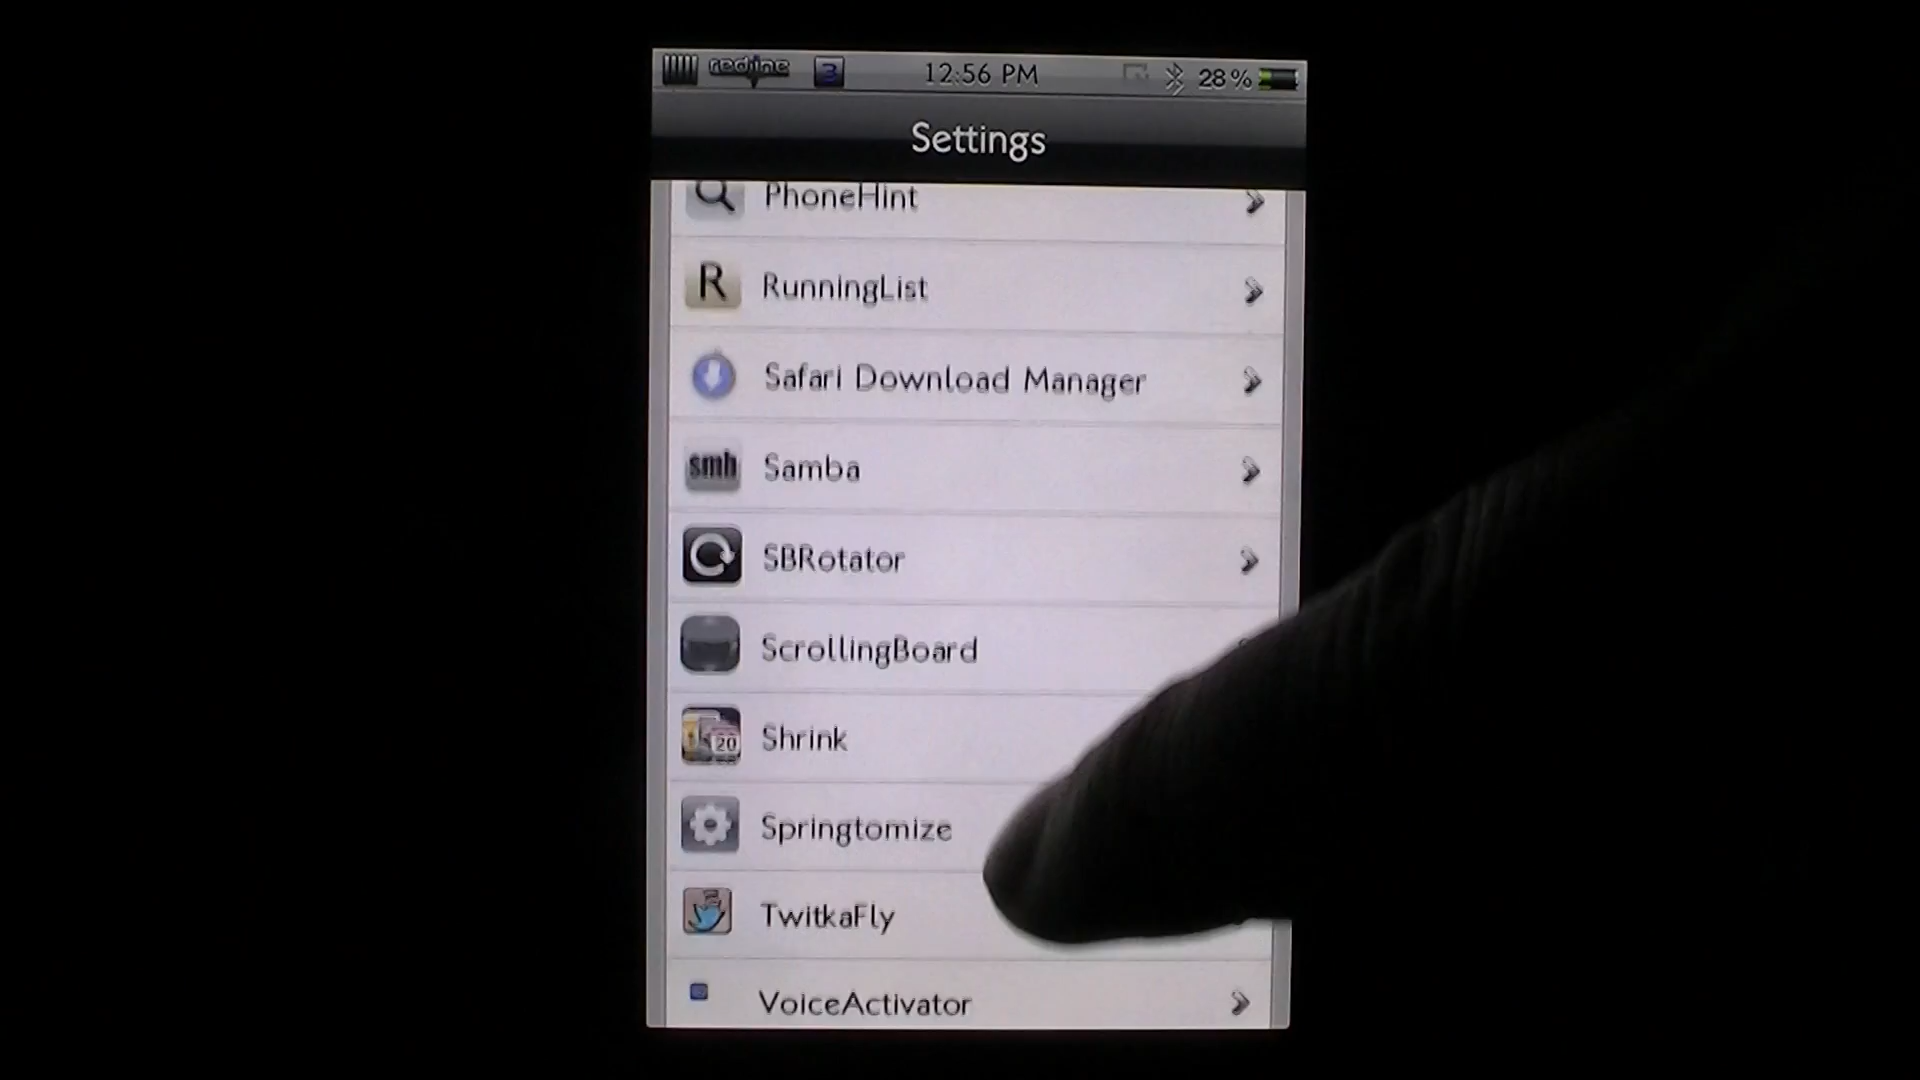 redline 3 12:56 PM 28%
Settings
PhoneHint
R RunningList
Safari Download Manager
smb Samba
SBRotator
ScrollingBoard
20 Shrink
Springtomize
TwitkaFly
VoiceActivator